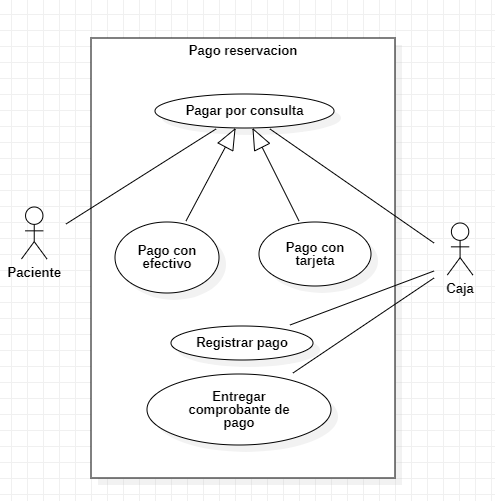 Pago reservacion
Pagar por consulta
Pago con
efectivo
Pago con
tarjeta
Paciente
Caja
Registrar pago
Entregar
comprobante de
pago